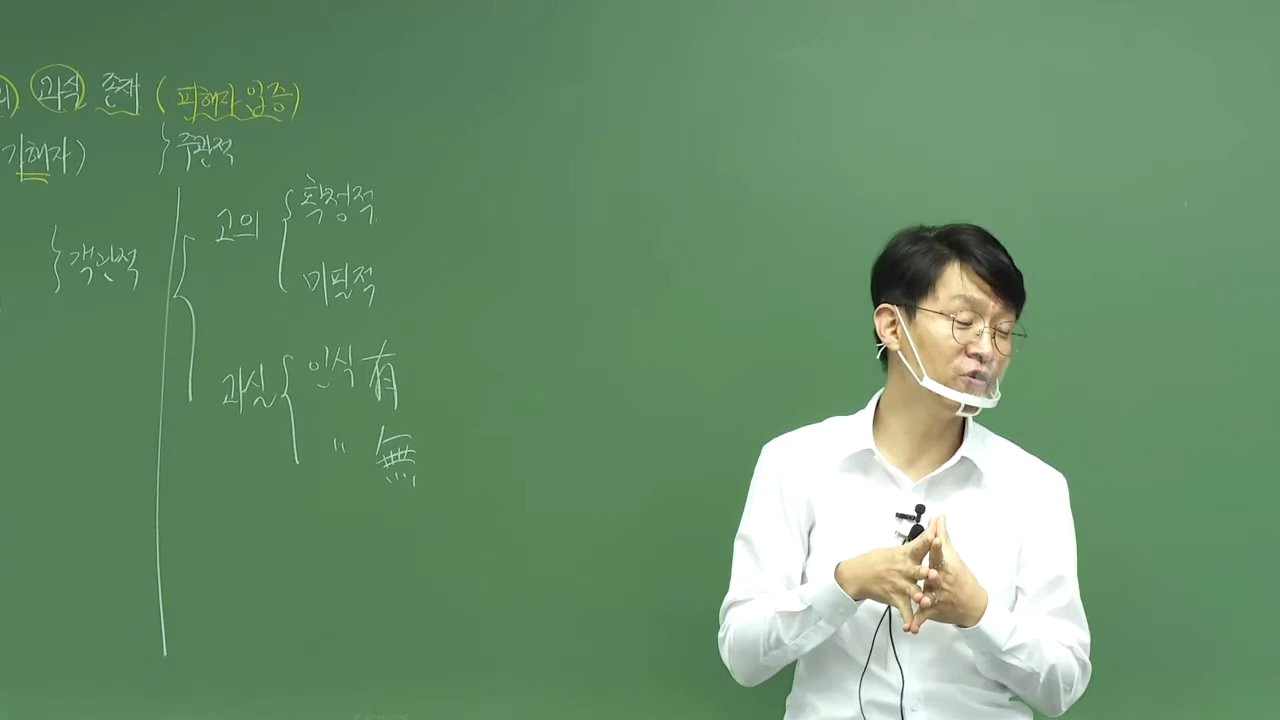 과실 존재 (피해자 입증)
가해자) } 주관적
고의 { 확정적
} 객관적
미필적
과실 { 인식 有
〃 無